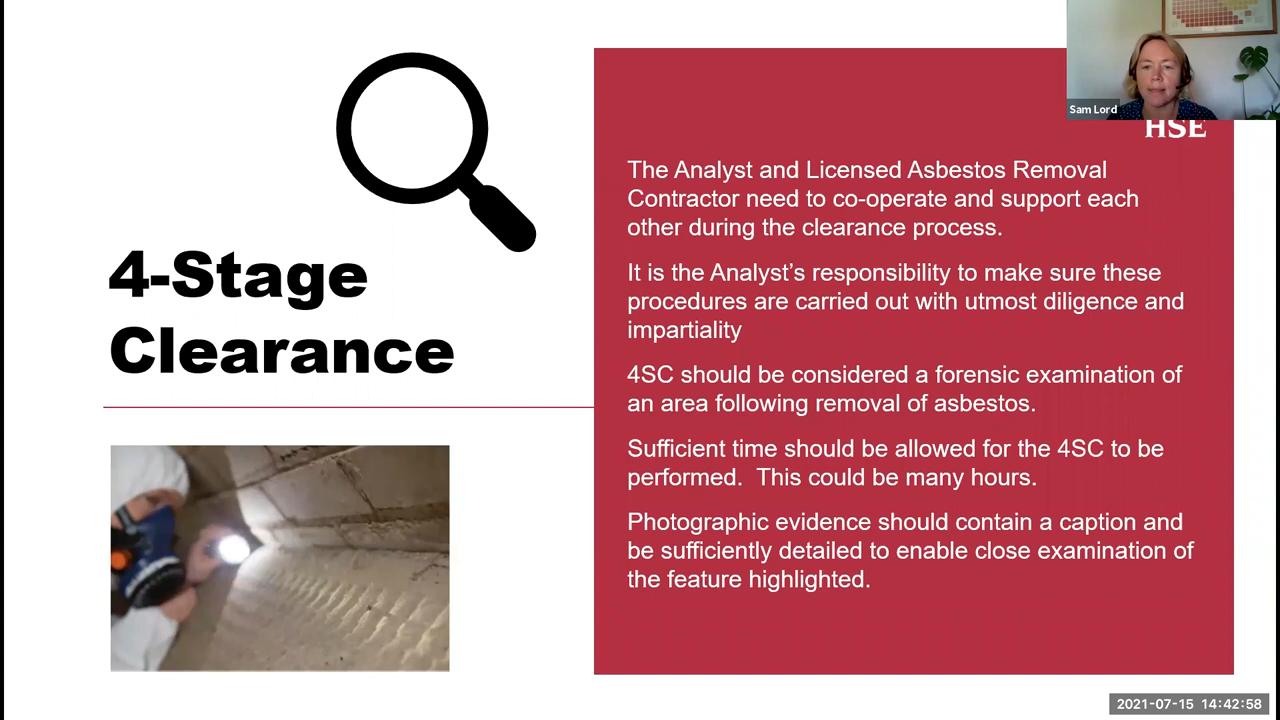 Sam Lord
HSE
4-Stage
Clearance
The Analyst and Licensed Asbestos Removal
Contractor need to co-operate and support each
other during the clearance process.
It is the Analyst’s responsibility to make sure these
procedures are carried out with utmost diligence and
impartiality
4SC should be considered a forensic examination of
an area following removal of asbestos.
Sufficient time should be allowed for the 4SC to be
performed.  This could be many hours.
Photographic evidence should contain a caption and
be sufficiently detailed to enable close examination of
the feature highlighted.
2021-07-15 14:42:58